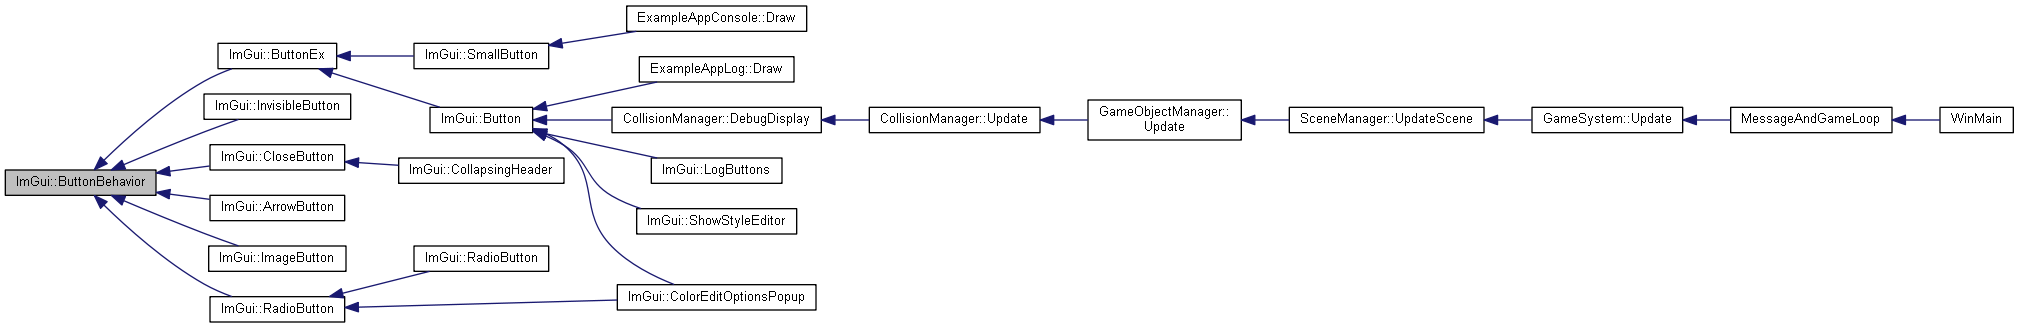 ExampleAppConsole::Draw
ImGui::ButtonEx
ImGui::SmallButton
ExampleAppLog::Draw
ImGui::InvisibleButton
ImGui::Button
CollisionManager::DebugDisplay
CollisionManager::Update
GameObjectManager::
Update
SceneManager::UpdateScene
GameSystem::Update
MessageAndGameLoop
WinMain
ImGui::CloseButton
ImGui::CollapsingHeader
ImGui::LogButtons
ImGui::ButtonBehavior
ImGui::ArrowButton
ImGui::ShowStyleEditor
ImGui::ImageButton
ImGui::RadioButton
ImGui::RadioButton
ImGui::ColorEditOptionsPopup